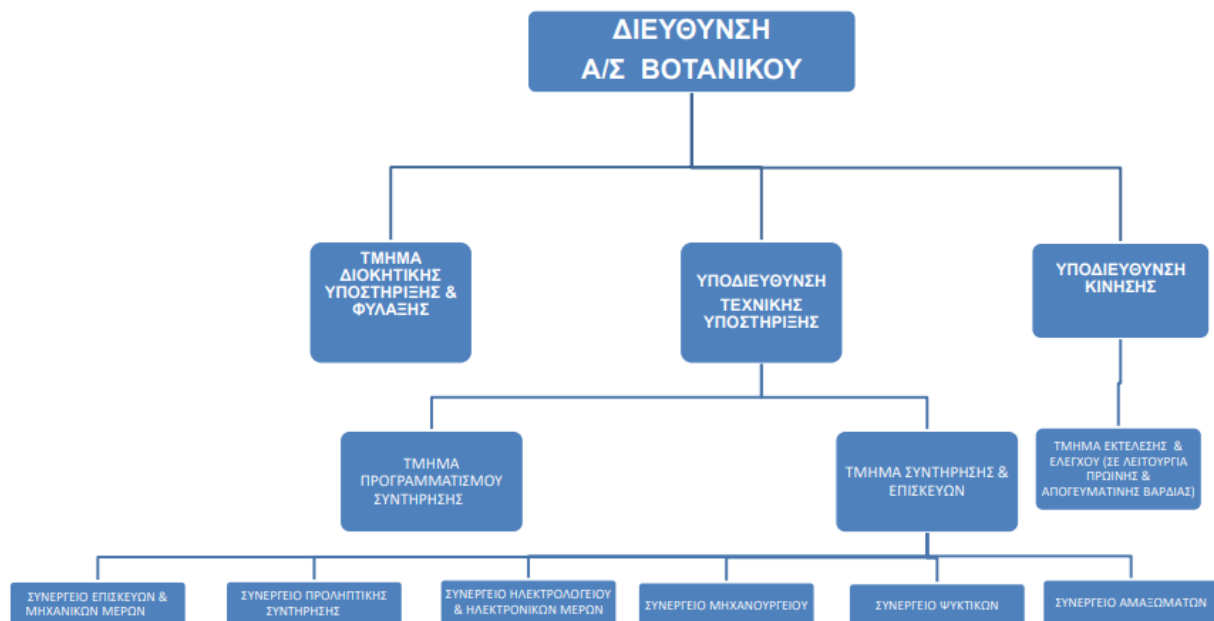 ΔΙΕΥΘΥΝΣΗ
Α/Σ ΒΟΤΑΝΙΚΟΥ
ΤΜΗΜΑ
ΔΙΟΚΗΤΙΚΗΣ
ΥΠΟΣΤΗΡΙΞΗΣ &
ΦΥΛΑΞΗΣ
ΥΠΟΔΙΕΥΘΥΝΣΗ
ΤΕΧΝΙΚΗΣ
ΥΠΟΣΤΗΡΙΞΗΣ
ΥΠΟΔΙΕΥΘΥΝΣΗ
ΚΙΝΗΣΗΣ
ΤΜΗΜΑ
ΠΡΟΓΡΑΜΜΑΤΙΣΜΟΥ
ΣΥΝΤΗΡΗΣΗΣ
ΤΜΗΜΑ ΣΥΝΤΗΡΗΣΗΣ &
ΕΠΙΣΚΕΥΩΝ
ΤΜΗΜΑ ΕΚΤΕΛΕΣΗΣ &
ΕΛΕΓΧΟΥ (ΣΕ ΛΕΙΤΟΥΡΓΙΑ
ΠΡΩΙΝΗΣ &
ΑΠΟΓΕΥΜΑΤΙΝΗΣ ΒΑΡΔΙΑΣ)
ΣΥΝΕΡΓΕΙΟ ΕΠΙΣΚΕΥΩΝ &
ΜΗΧΑΝΙΚΩΝ ΜΕΡΩΝ
ΣΥΝΕΡΓΕΙΟ ΠΡΟΛΗΠΤΙΚΗΣ
ΣΥΝΤΗΡΗΣΗΣ
ΣΥΝΕΡΓΕΙΟ ΗΛΕΚΤΡΟΛΟΓΕΙΟΥ
& ΗΛΕΚΤΡΟΝΙΚΩΝ ΜΕΡΩΝ
ΣΥΝΕΡΓΕΙΟ ΜΗΧΑΝΟΥΡΓΕΙΟΥ
ΣΥΝΕΡΓΕΙΟ ΨΥΚΤΙΚΩΝ
ΣΥΝΕΡΓΕΙΟ ΑΜΑΞΩΜΑΤΩΝ